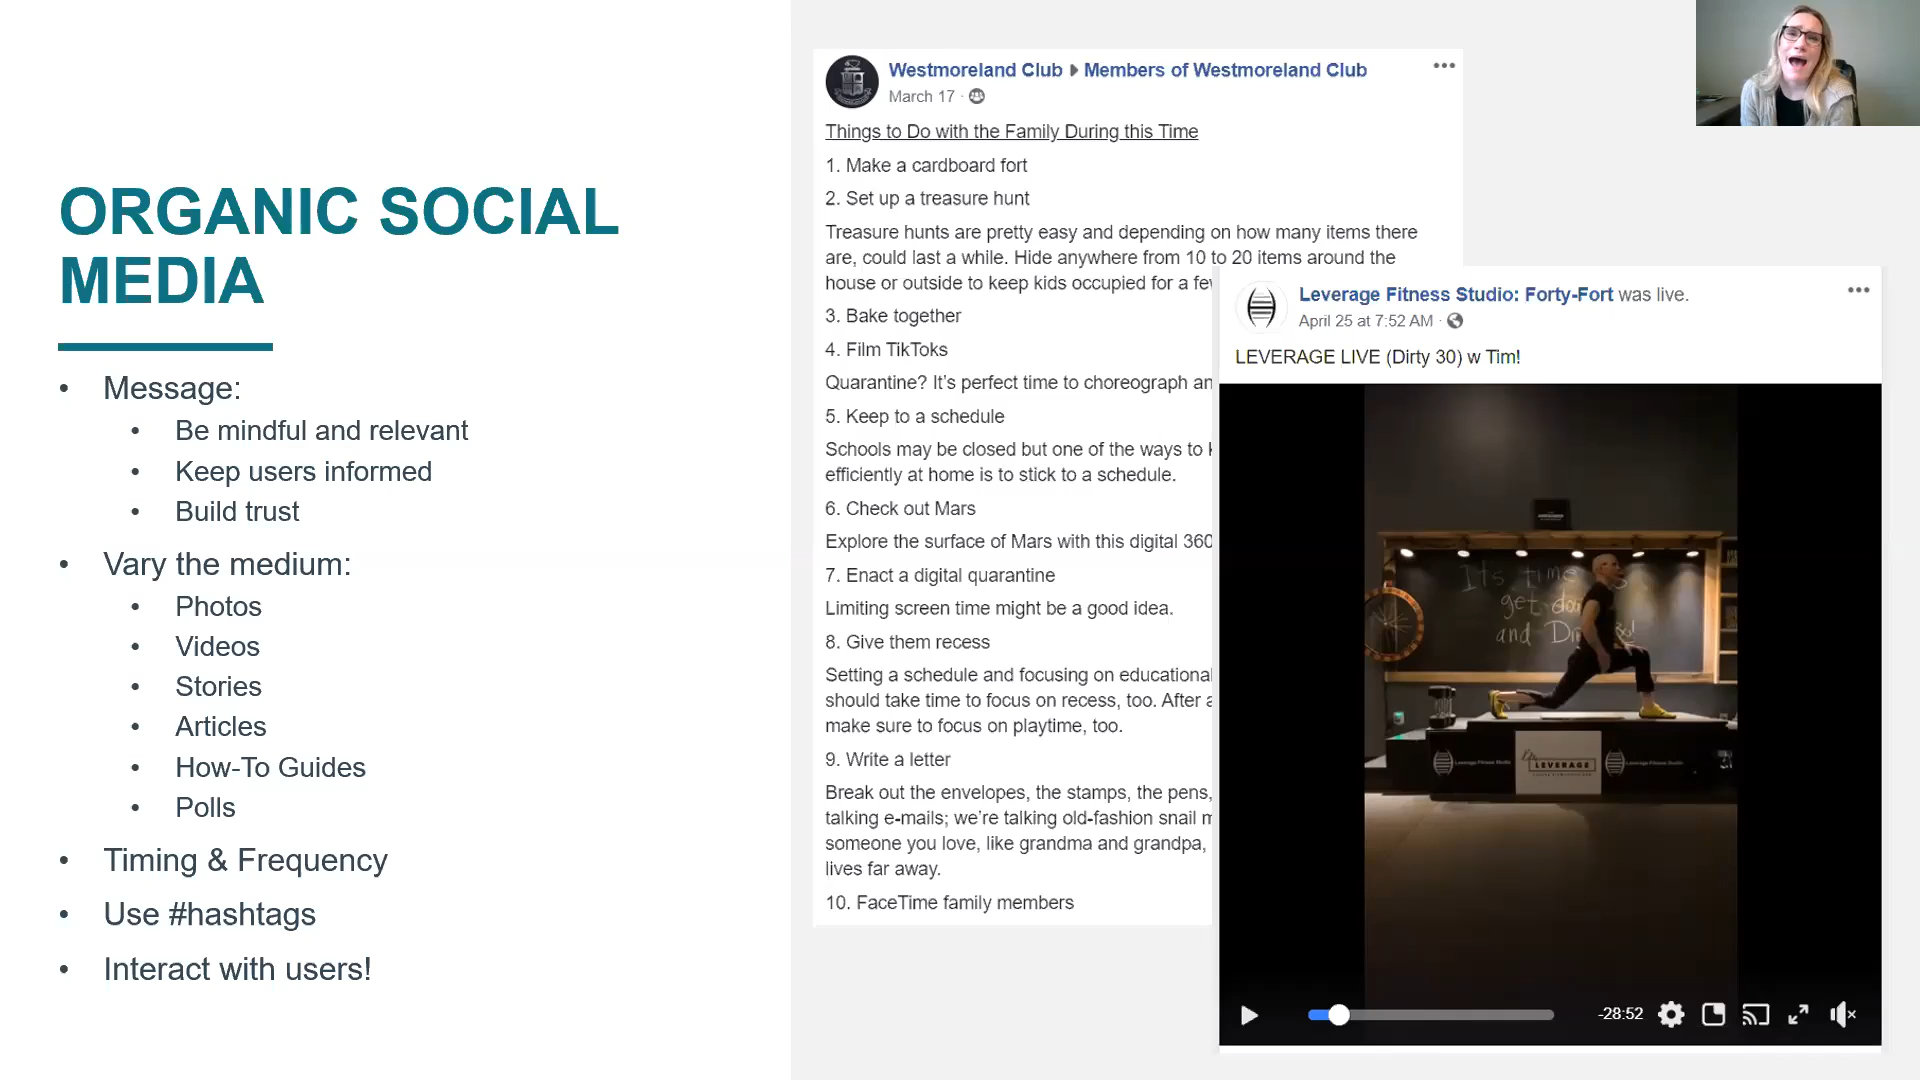 ORGANIC SOCIAL
MEDIA
• Message:
• Be mindful and relevant
• Keep users informed
• Build trust
• Vary the medium:
• Photos
• Videos
• Stories
• Articles
• How-To Guides
• Polls
• Timing & Frequency
• Use #hashtags
• Interact with users!
Westmoreland Club Members of Westmoreland Club
March 17 ·
Things to Do with the Family During this Time
1. Make a cardboard fort
2. Set up a treasure hunt
Treasure hunts are pretty easy and depending on how many items there
are, could last a while. Hide anywhere from 10 to 20 items around the
house or outside to keep kids occupied for a
3. Bake together
4. Film TikToks
Quarantine? It’s perfect time to choreograph
5. Keep to a schedule
Schools may be closed but one of the ways to
efficiently at home is to stick to a schedule.
6. Check out Mars
Explore the surface of Mars with this digital 360
7. Enact a digital quarantine
Limiting screen time might be a good idea.
8. Give them recess
Setting a schedule and focusing on educational
should take time to focus on recess, too. After
make sure to focus on playtime, too.
9. Write a letter
Break out the envelopes, the stamps, the pens,
talking e-mails; we’re talking old-fashion snail
someone you love, like grandma and grandpa,
lives far away.
10. FaceTime family members
Leverage Fitness Studio: Forty-Fort was live.
April 25 at 7:52 AM ·
LEVERAGE LIVE (Dirty 30) w Tim!
It's time
get
and
Leverage Fitness Studio
LEVERAGE
Leverage Fitness Studio
-28:52